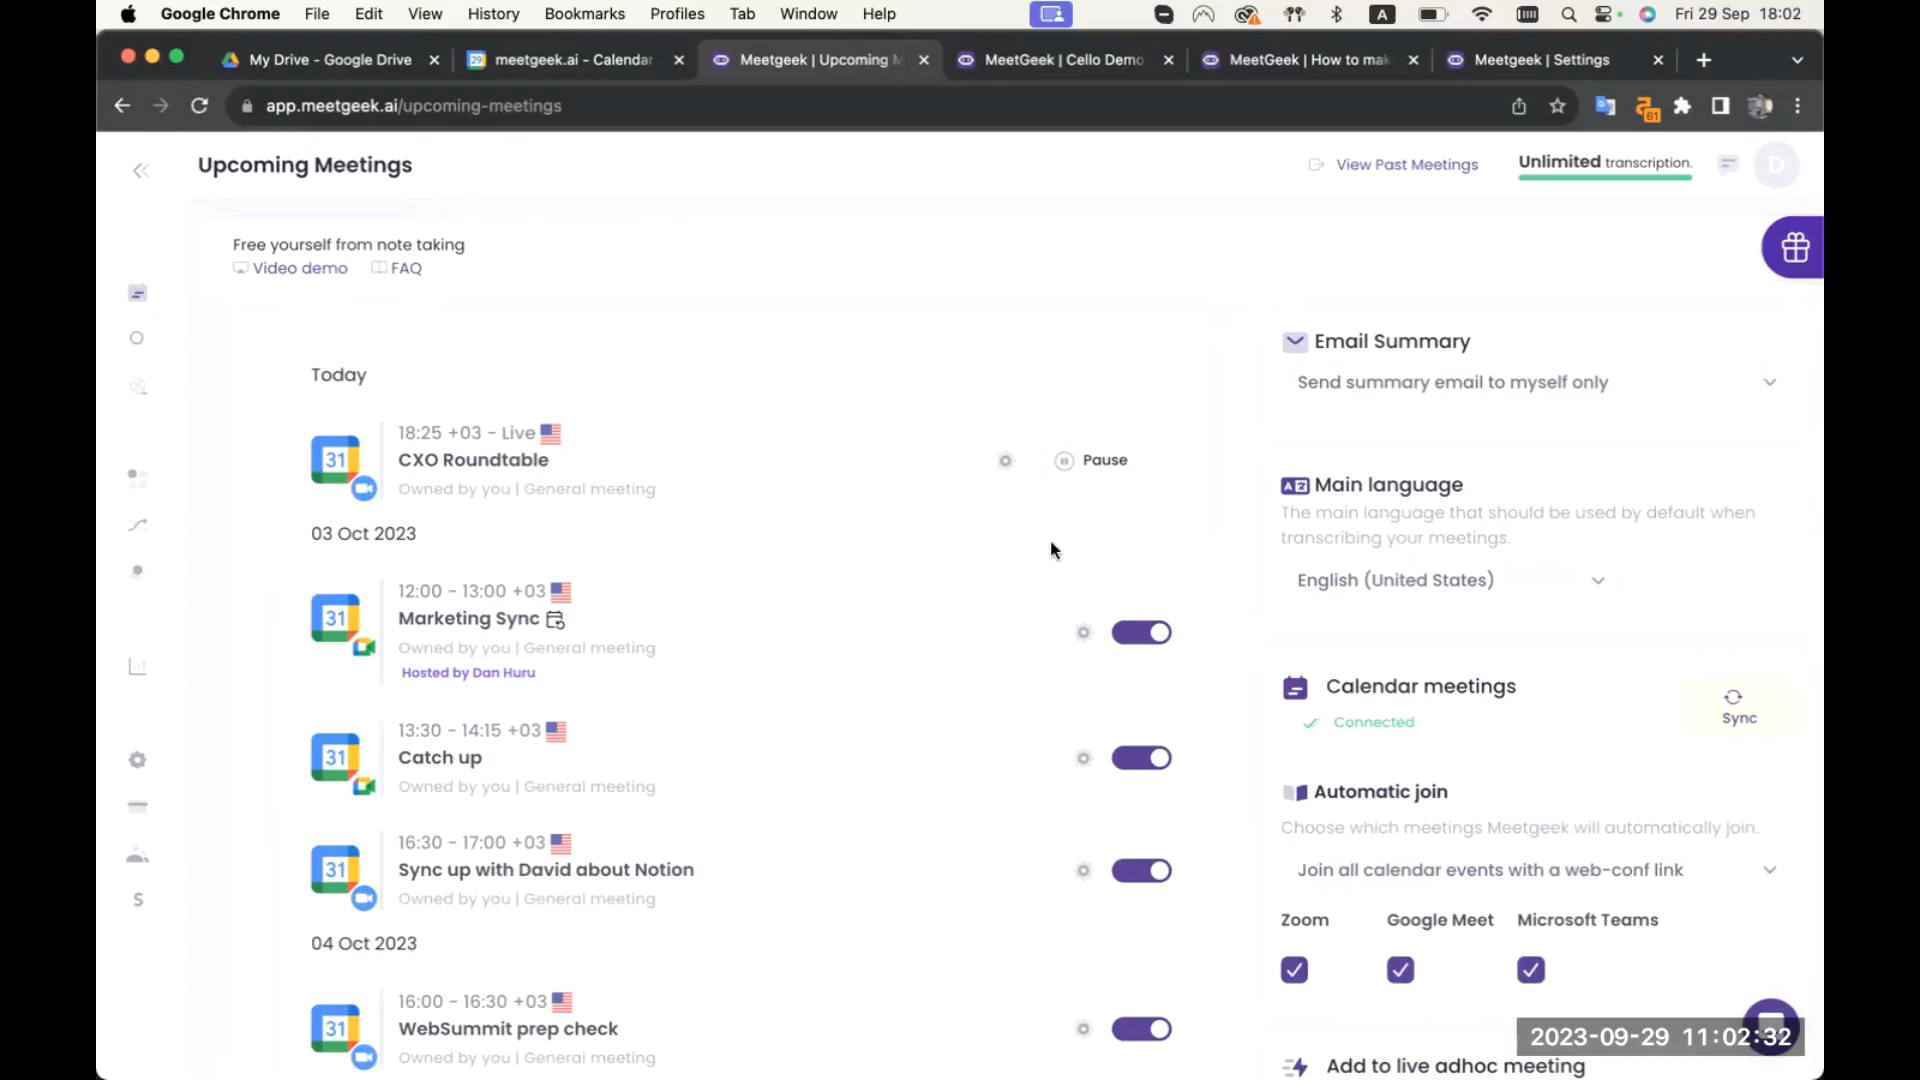 Google Chrome File Edit View History Bookmarks Profiles Tab Window Help A Fri 29 Sep 18:02
My Drive - Google Drive meetgeek.ai - Calendar Meetgeek | Upcoming M MeetGeek | Cello Demo MeetGeek | How to mak Meetgeek | Settings
app.meetgeek.ai/upcoming-meetings 61
Upcoming Meetings View Past Meetings Unlimited transcription. D
Free yourself from note taking
Video demo FAQ
Today
18:25 +03 - Live
31 CXO Roundtable Pause
Owned by you | General meeting
03 Oct 2023
12:00 - 13:00 +03
31 Marketing Sync
Owned by you | General meeting
Hosted by Dan Huru
13:30 - 14:15 +03
31 Catch up
Owned by you | General meeting
16:30 - 17:00 +03
31 Sync up with David about Notion
Owned by you | General meeting
04 Oct 2023
16:00 - 16:30 +03
31 WebSummit prep check
Owned by you | General meeting
S
Email Summary
Send summary email to myself only
AZ Main language
The main language that should be used by default when
transcribing your meetings.
English (United States)
Calendar meetings
Connected
Sync
Automatic join
Choose which meetings Meetgeek will automatically join.
Join all calendar events with a web-conf link
Zoom Google Meet Microsoft Teams
2023-09-29 11:02:32
Add to live adhoc meeting